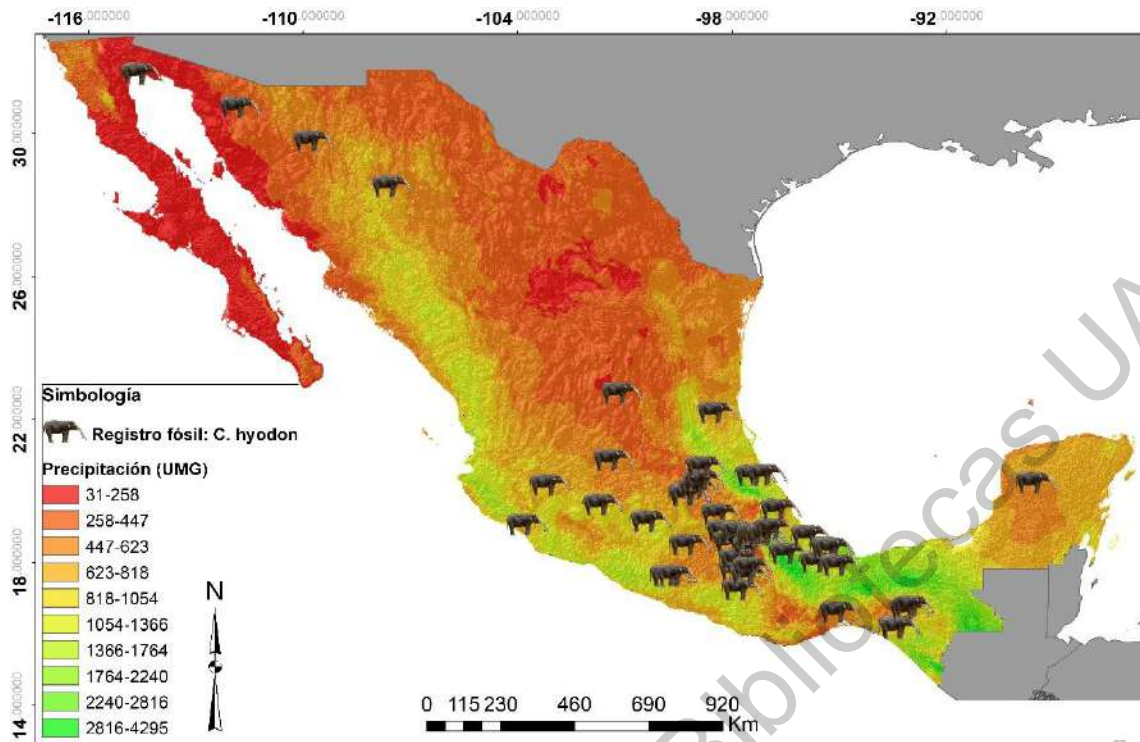 -116.000000 -110.000000 -104.000000 -98.000000 -92.000000
30.000000
26.000000
22.000000
18.000000
14.000000
Simbología
Registro fósil: C. hyodon
Precipitación (UMG)
31-258
258-447
447-623
623-818
818-1054
1054-1366
1366-1764
1764-2240
2240-2816
2816-4295
N
0 115 230 460 690 920
Km
Bibliotecas UA